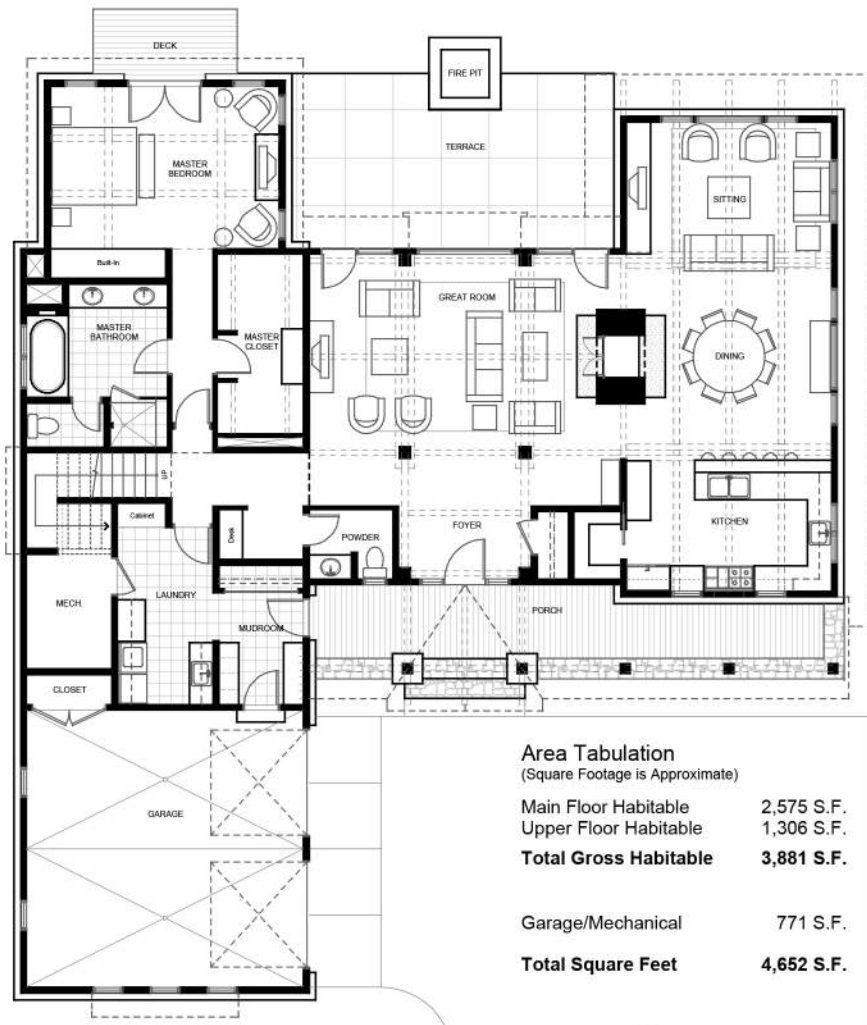 DECK
FIRE PIT
TERRACE
MASTER
BEDROOM
SITTING
Built-In
GREAT ROOM
MASTER
BATHROOM
MASTER
CLOSET
DINING
UP
Cabinet
Desk
POWDER
FOYER
KITCHEN
MECH.
LAUNDRY
MUDROOM
PORCH
CLOSET
GARAGE
Area Tabulation
(Square Footage is Approximate)
Main Floor Habitable 2,575 S.F.
Upper Floor Habitable 1,306 S.F.
Total Gross Habitable 3,881 S.F.
Garage/Mechanical 771 S.F.
Total Square Feet 4,652 S.F.